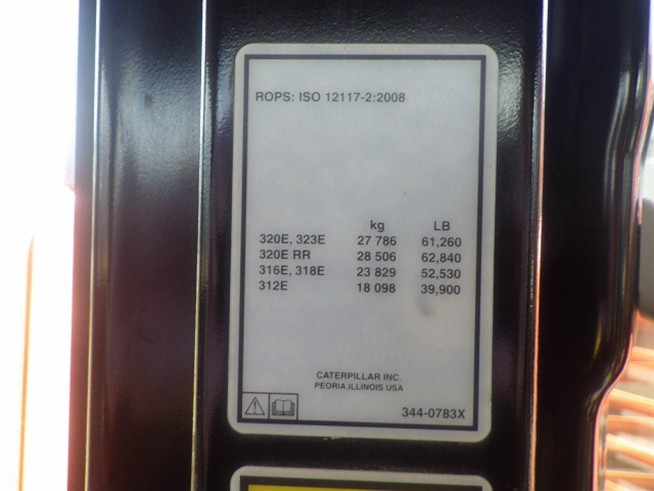 ROPS: ISO 12117-2:2008
kg LB
320E, 323E 27 786 61,260
320E RR 28 506 62,840
316E, 318E 23 829 52,530
312E 18 098 39,900
CATERPILLAR INC.
PEORIA,ILLINOIS USA
344-0783X